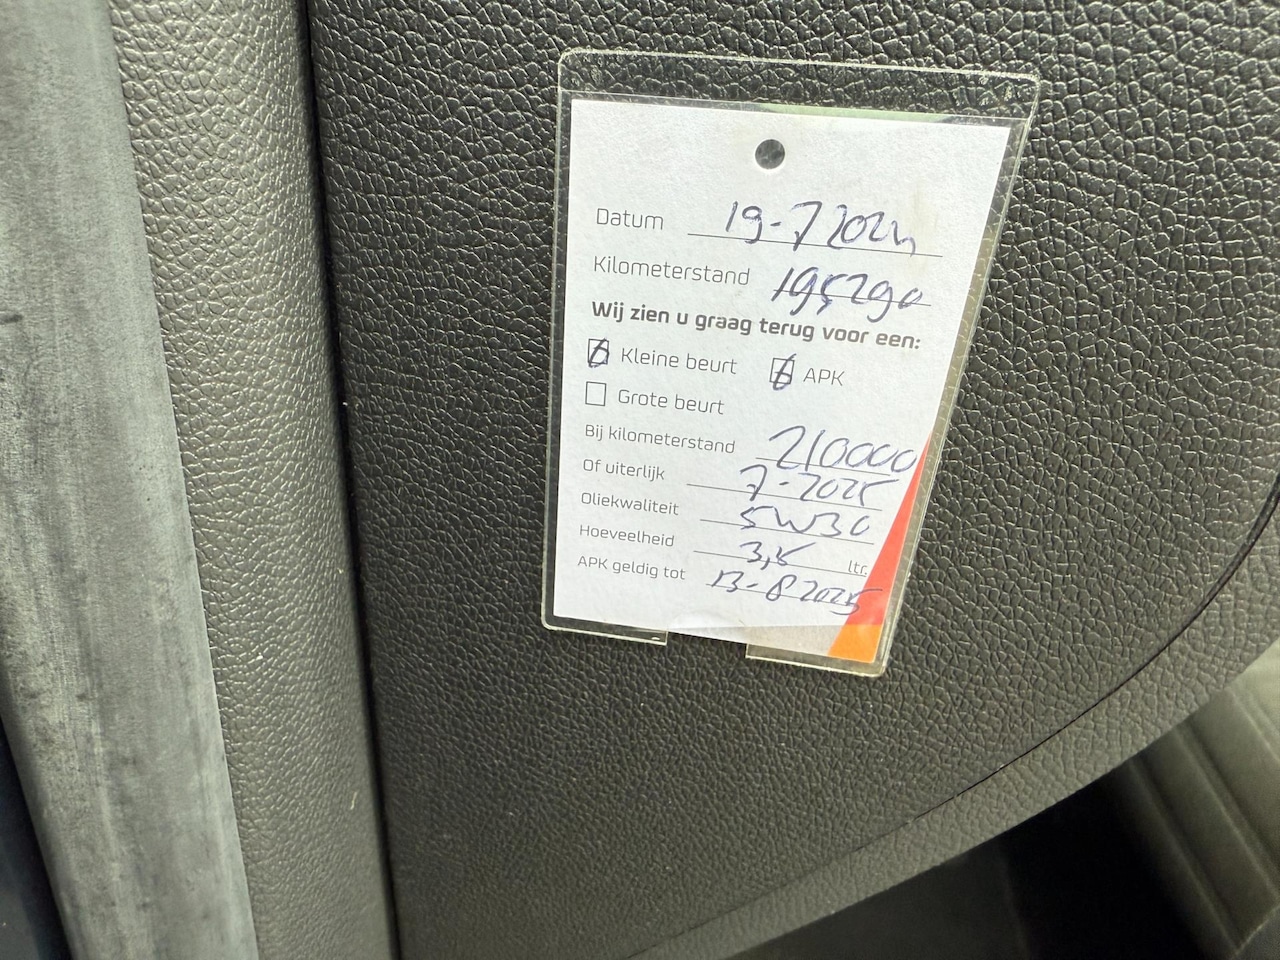 Datum 19-7 2024
Kilometerstand 195290
Wij zien u graag terug voor een:
Kleine beurt APK
Grote beurt
Bij kilometerstand 210000
Of uiterlijk 7-2025
Oliekwaliteit 5W30
Hoeveelheid 3,5 ltr.
APK geldig tot 13-8 2025